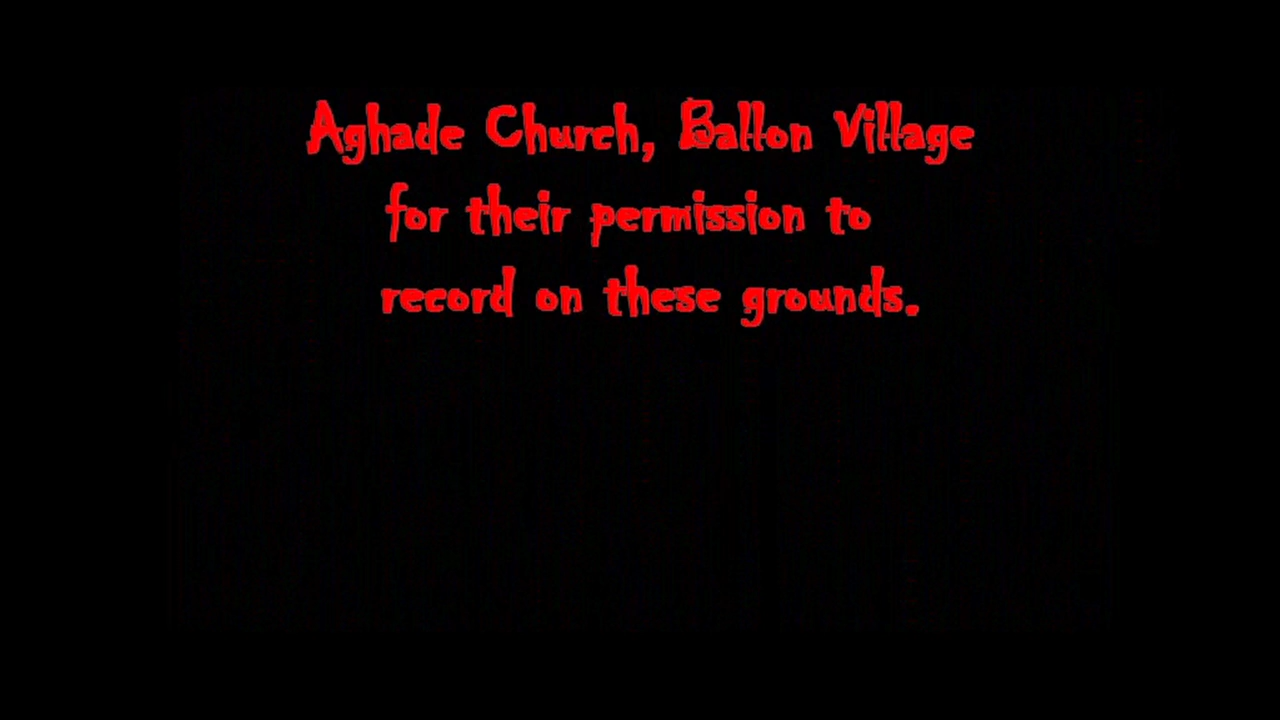 Aghade Church, Ballon Village
for their permission to
record on these grounds.